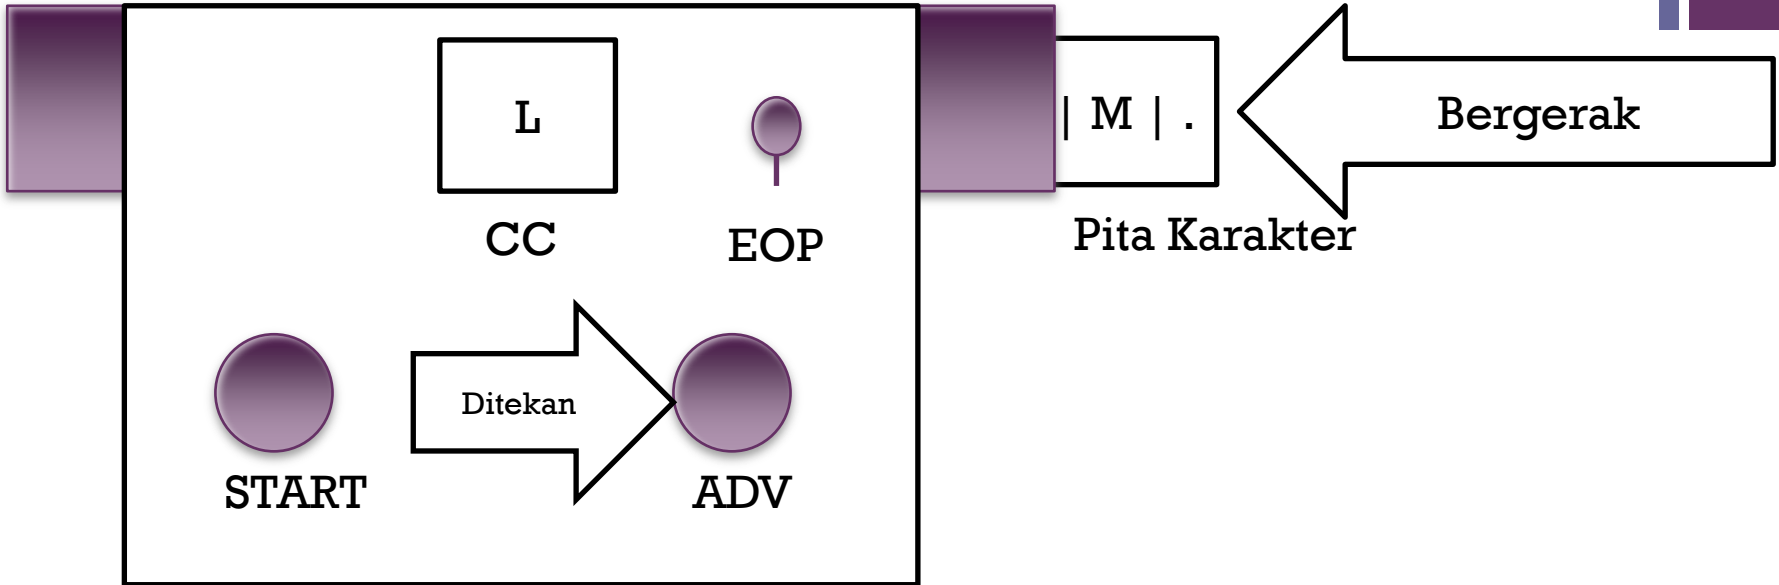 L
| M | .
Bergerak
CC
EOP
Pita Karakter
Ditekan
START
ADV